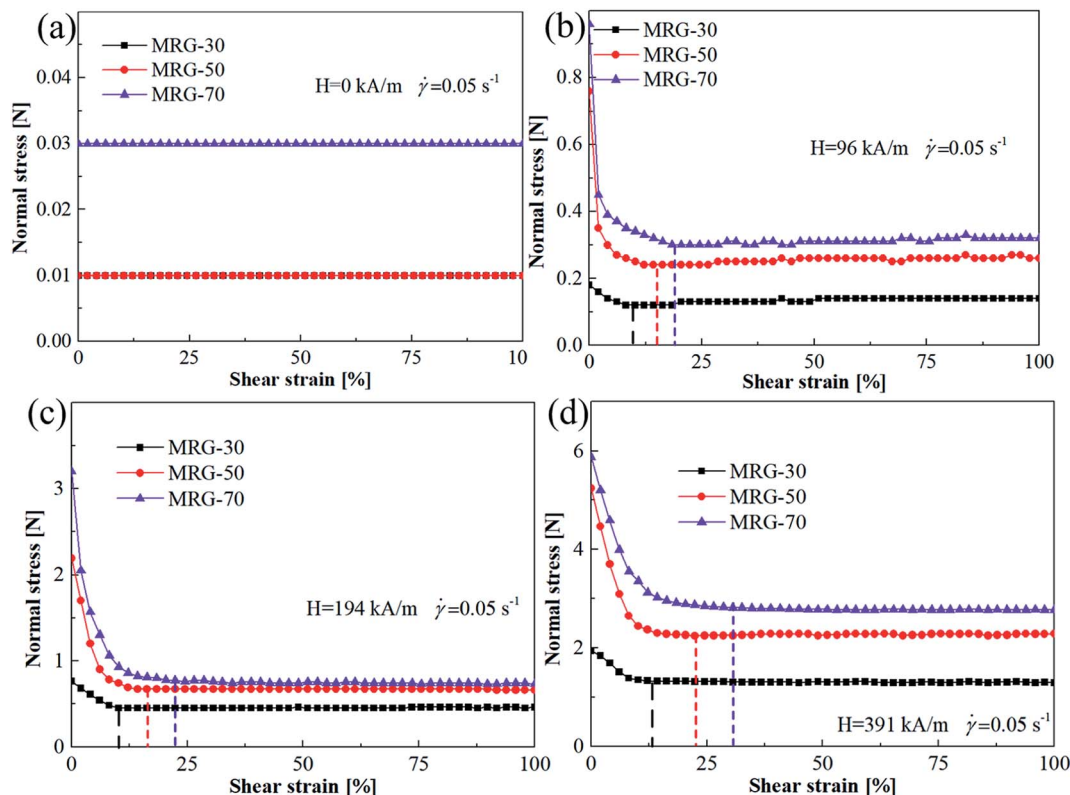 (a)
MRG-30
MRG-50
MRG-70
H=0 kA/m γ̇=0.05 s⁻¹
0.05
0.04
0.03
0.02
0.01
0.00
Normal stress [N]
0 25 50 75 10
Shear strain [%]
(b)
MRG-30
MRG-50
MRG-70
H=96 kA/m γ̇=0.05 s⁻¹
0.8
0.6
0.4
0.2
0.0
Normal stress [N]
0 25 50 75 100
Shear strain [%]
(c)
MRG-30
MRG-50
MRG-70
H=194 kA/m γ̇=0.05 s⁻¹
3
2
1
0
Normal stress [N]
0 25 50 75 100
Shear strain [%]
(d)
MRG-30
MRG-50
MRG-70
H=391 kA/m γ̇=0.05 s⁻¹
6
4
2
0
Normal stress [N]
0 25 50 75 100
Shear strain [%]